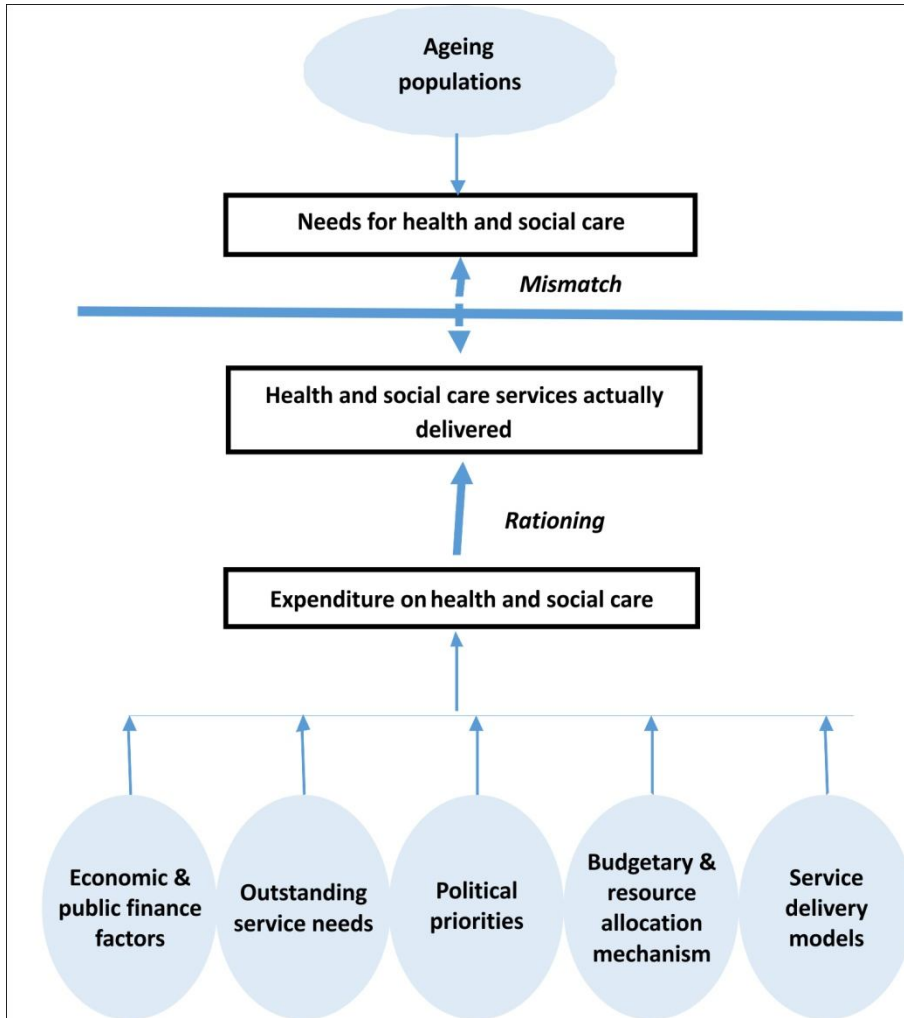 Ageing
populations
Needs for health and social care
Mismatch
Health and social care services actually
delivered
Rationing
Expenditure on health and social care
Economic &
public finance
factors
Outstanding
service needs
Political
priorities
Budgetary &
resource
allocation
mechanism
Service
delivery
models